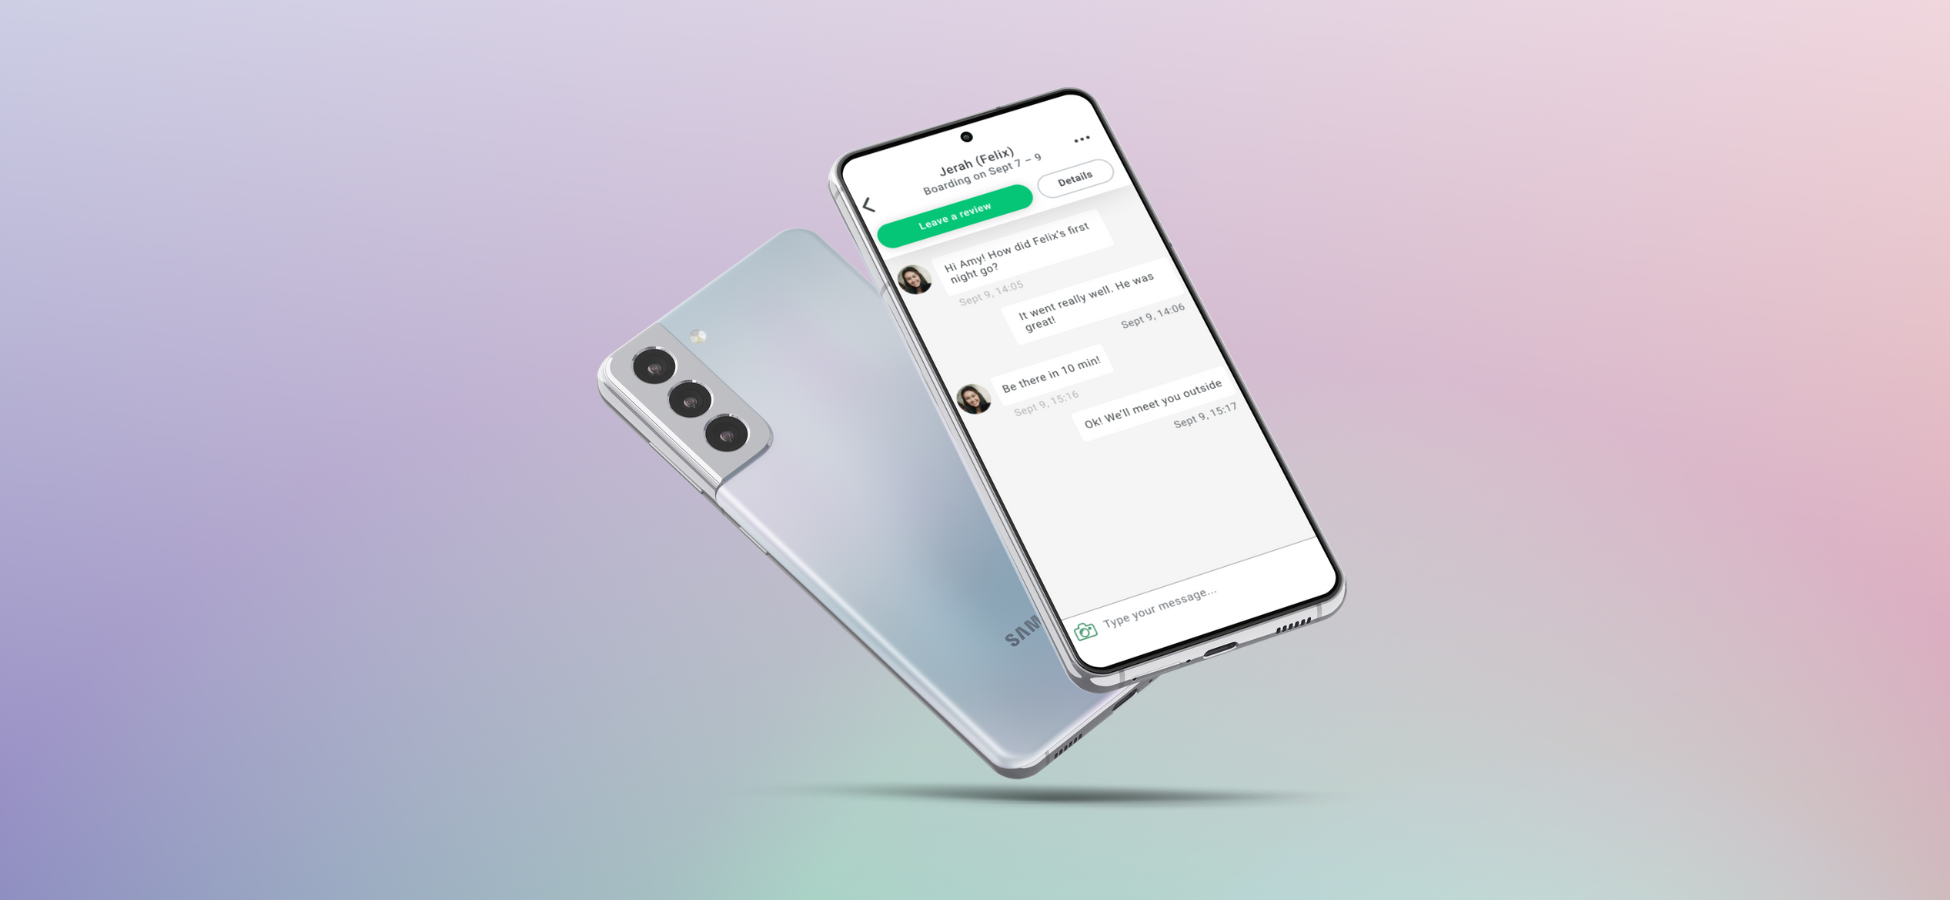 Jerah (Felix)
Boarding on Sept 7 – 9
Leave a review
Details
Hi Amy! How did Felix's first
night go?
Sept 9, 14:05
It went really well. He was
great!
Sept 9, 14:06
Be there in 10 min!
Sept 9, 15:16
Ok! We'll meet you outside
Sept 9, 15:17
Type your message...
SAM